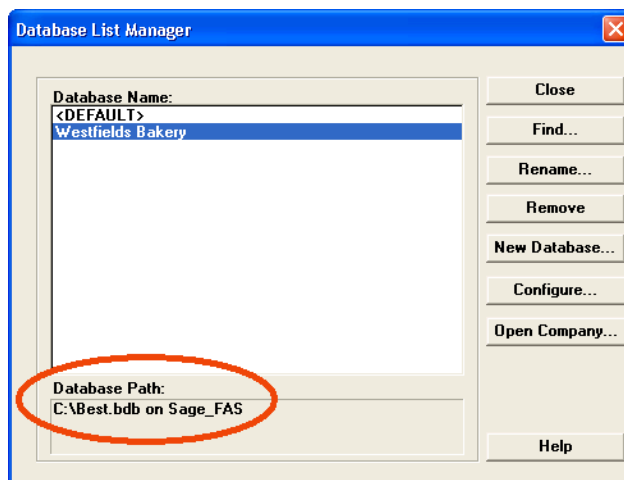 Database List Manager
Database Name:
<DEFAULT>
Westfields Bakery
Database Path:
C:\Best.bdb on Sage_FAS
Close
Find...
Rename...
Remove
New Database...
Configure...
Open Company...
Help